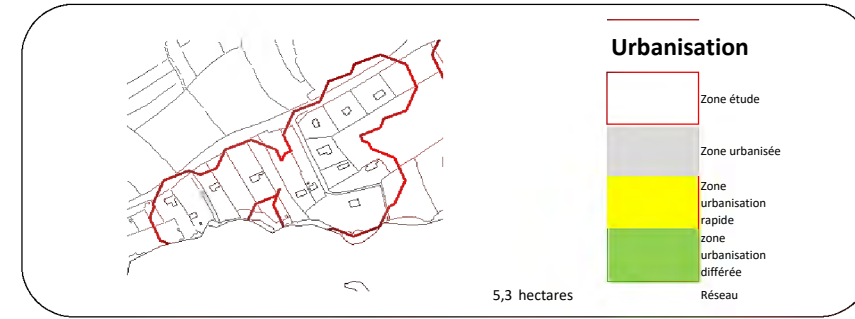 Urbanisation
Zone étude
Zone urbanisée
Zone
urbanisation
rapide
zone
urbanisation
différée
5,3 hectares
Réseau